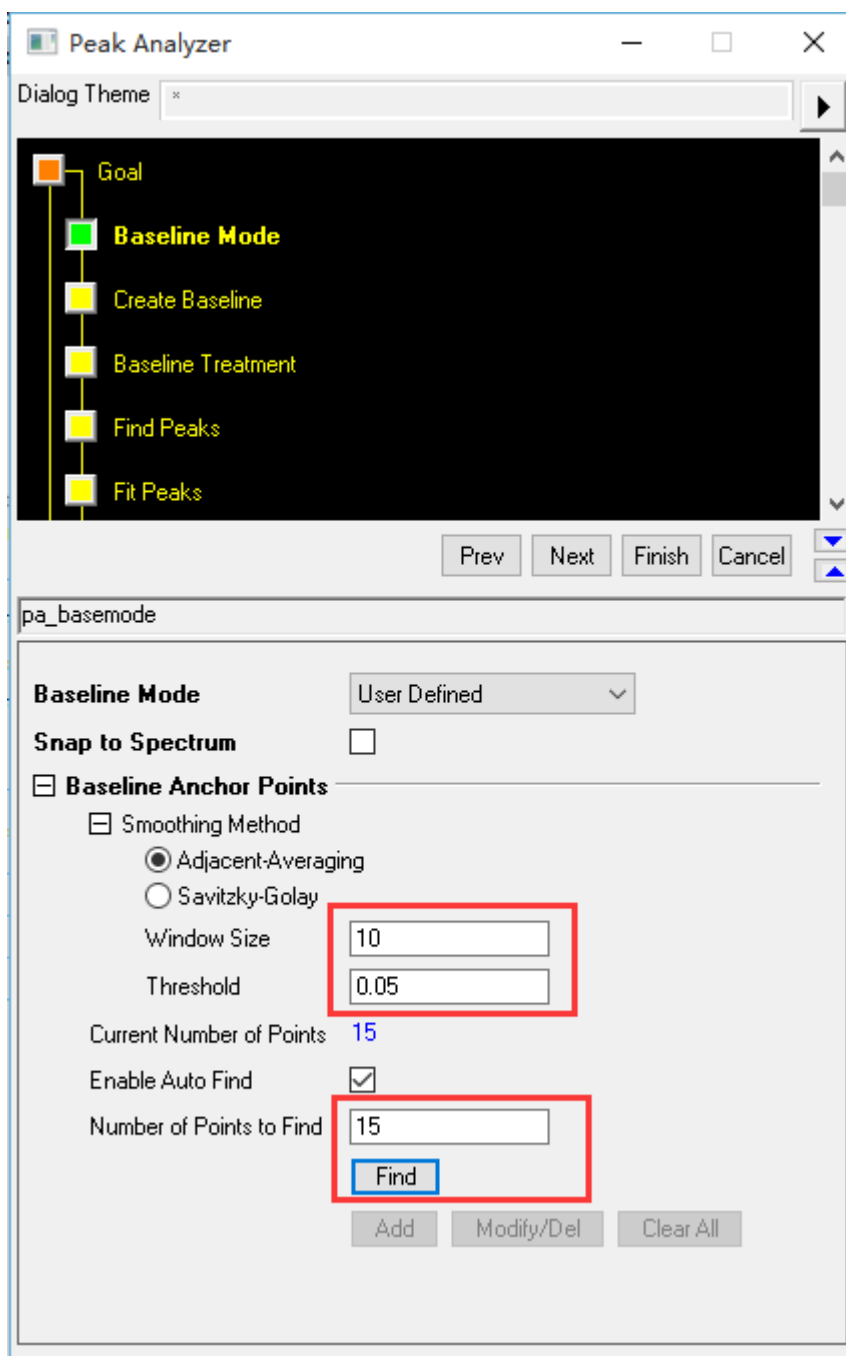 Peak Analyzer
Dialog Theme *
Goal
Baseline Mode
Create Baseline
Baseline Treatment
Find Peaks
Fit Peaks
Prev Next Finish Cancel
pa_basemode
Baseline Mode User Defined
Snap to Spectrum
Baseline Anchor Points
Smoothing Method
Adjacent-Averaging
Savitzky-Golay
Window Size 10
Threshold 0.05
Current Number of Points 15
Enable Auto Find
Number of Points to Find 15
Find
Add Modify/Del Clear All